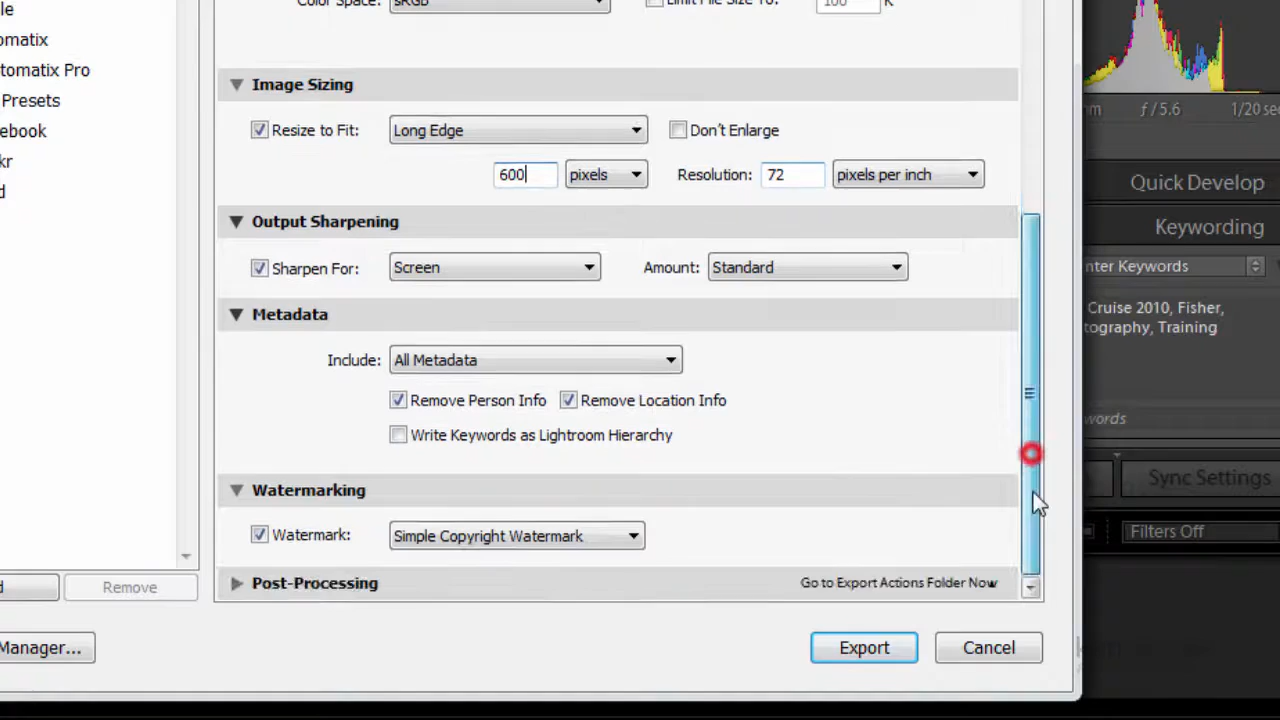 Color Space: sRGB Limit File Size To: 100 K
Image Sizing
Resize to Fit: Long Edge Don't Enlarge
600 pixels Resolution: 72 pixels per inch
Output Sharpening
Sharpen For: Screen Amount: Standard
Metadata
Include: All Metadata
Remove Person Info Remove Location Info
Write Keywords as Lightroom Hierarchy
Watermarking
Watermark: Simple Copyright Watermark
Post-Processing Go to Export Actions Folder Now
Export Cancel
le
omatix
tomatix Pro
Presets
ebook
kr
d
d Remove
Manager...
nm ƒ / 5.6 1/20 sec
Quick Develop
Keywording
nter Keywords
Cruise 2010, Fisher,
tography, Training
words
Sync Settings
Filters Off